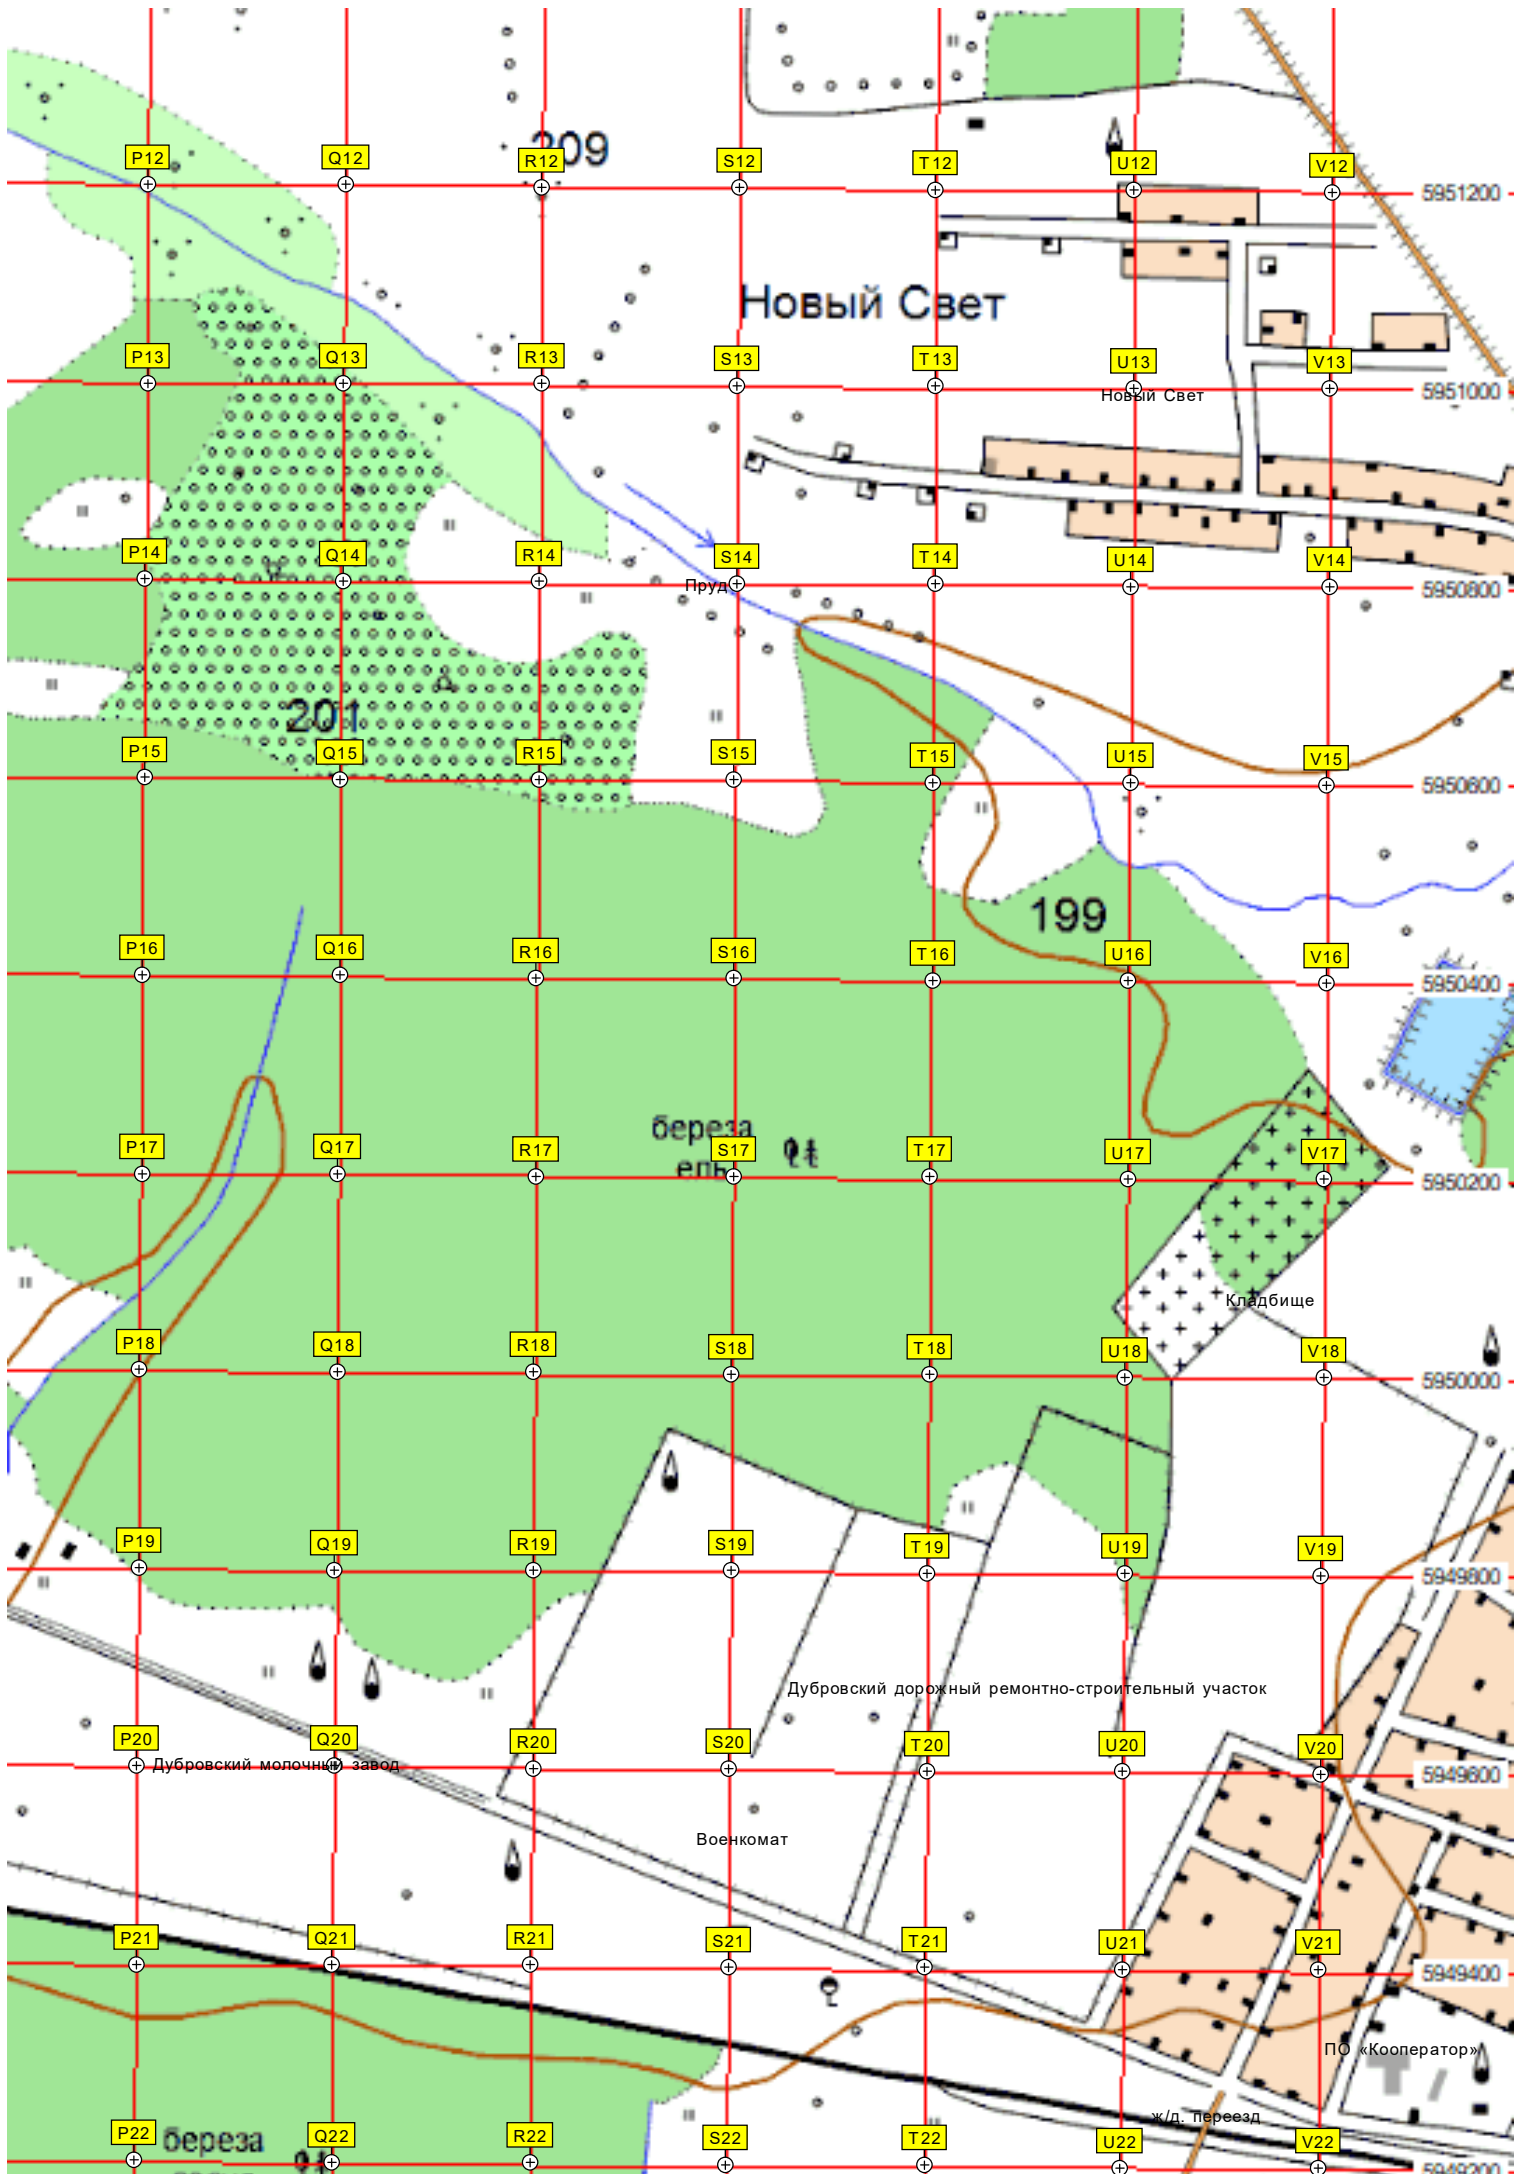 209
P12 Q12 R12 S12 T12 U12 V12
5951200
Новый Свет
P13 Q13 R13 S13 T13 U13 V13
5951000
Новый Свет
P14 Q14 R14 S14 T14 U14 V14
5950800
Пруд
201
P15 Q15 R15 S15 T15 U15 V15
5950600
199
P16 Q16 R16 S16 T16 U16 V16
5950400
береза
ель
P17 Q17 R17 S17 T17 U17 V17
5950200
Кладбище
P18 Q18 R18 S18 T18 U18 V18
5950000
P19 Q19 R19 S19 T19 U19 V19
5949800
Дубровский дорожный ремонтно-строительный участок
P20 Q20 R20 S20 T20 U20 V20
Дубровский молочный завод
5949600
Военкомат
P21 Q21 R21 S21 T21 U21 V21
5949400
ПО «Кооператор»
ж/д. переезд
береза
P22 Q22 R22 S22 T22 U22 V22
5949200